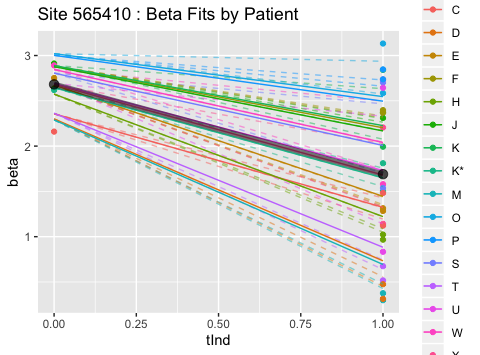 Site 565410 : Beta Fits by Patient
beta
3
2
1
0.00 0.25 0.50 0.75 1.00
tInd
C
D
E
F
H
J
K
K*
M
O
P
S
T
U
W